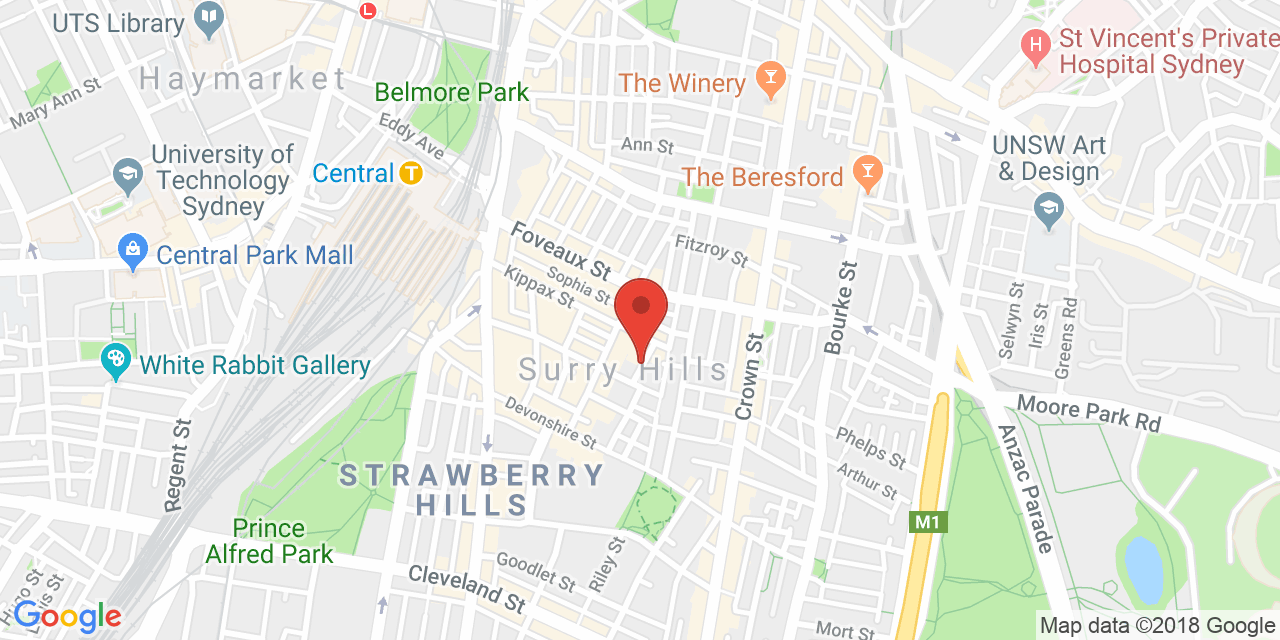 UTS Library
L
Haymarket
Mary Ann St
Belmore Park
Eddy Ave
Central T
The Winery
H St Vincent's Private
Hospital Sydney
Ann St
The Beresford
UNSW Art
& Design
University of
Technology
Sydney
Central Park Mall
Foveaux St
Fitzroy St
Sophia St
Kippax St
Bourke St
Selwyn St
Iris St
Greens Rd
White Rabbit Gallery
Surry Hills
Crown St
Devonshire St
Moore Park Rd
Anzac Parade
Phelps St
Arthur St
Regent St
STRAWBERRY
HILLS
M1
Prince
Alfred Park
Goodlet St
Riley St
Cleveland St
Hugo St
Google
Mort St
Map data ©2018 Google